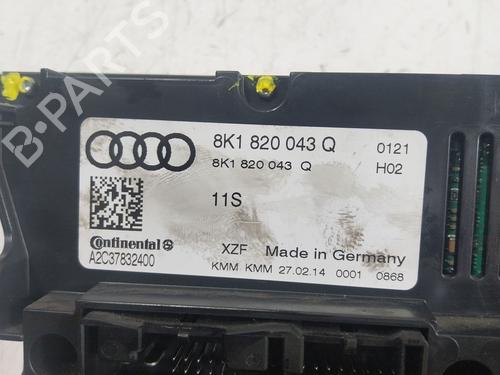 B-PARTS
8K1 820 043 Q
0121
8K1 820 043 Q
H02
11S
Continental
A2C37832400
XZF Made in Germany
KMM KMM 27.02.14 0001 0868